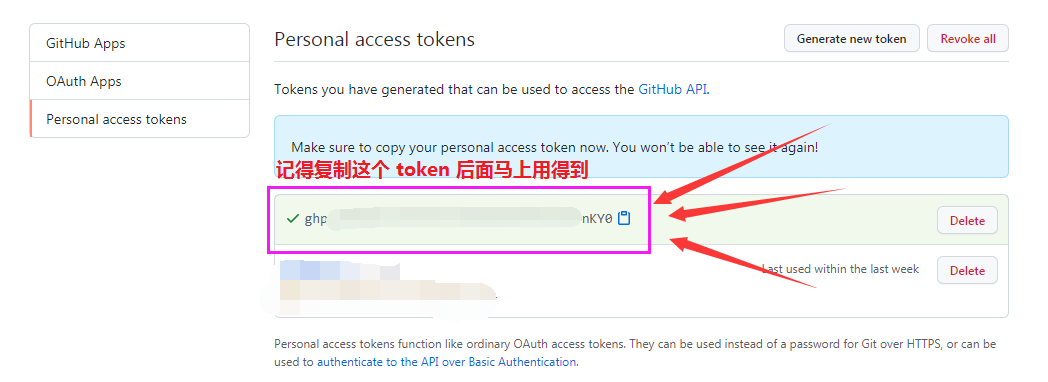 GitHub Apps
OAuth Apps
Personal access tokens
Personal access tokens
Generate new token
Revoke all
Tokens you have generated that can be used to access the GitHub API.
Make sure to copy your personal access token now. You won't be able to see it again!
记得复制这个 token 后面马上用得到
ghp
nKY0
Delete
Last used within the last week
Delete
Personal access tokens function like ordinary OAuth access tokens. They can be used instead of a password for Git over HTTPS, or can be
used to authenticate to the API over Basic Authentication.